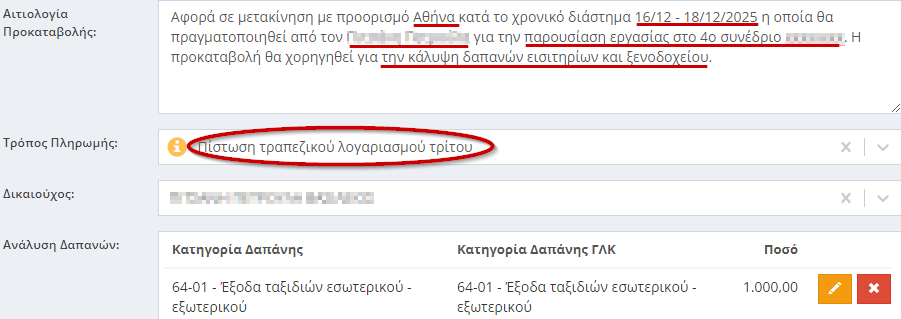 Αιτιολογία Προκαταβολής:
Αφορά σε μετακίνηση με προορισμό Αθήνα κατά το χρονικό διάστημα 16/12 - 18/12/2025 η οποία θα
πραγματοποιηθεί από τον για την παρουσίαση εργασίας στο 4ο συνέδριο . Η
προκαταβολή θα χορηγηθεί για την κάλυψη δαπανών εισιτηρίων και ξενοδοχείου.
Τρόπος Πληρωμής:
Πίστωση τραπεζικού λογαριασμού τρίτου
Δικαιούχος:
Ανάλυση Δαπανών:
Κατηγορία Δαπάνης Κατηγορία Δαπάνης ΓΛΚ Ποσό
64-01 - Έξοδα ταξιδιών εσωτερικού - 64-01 - Έξοδα ταξιδιών εσωτερικού - 1.000,00
εξωτερικού εξωτερικού